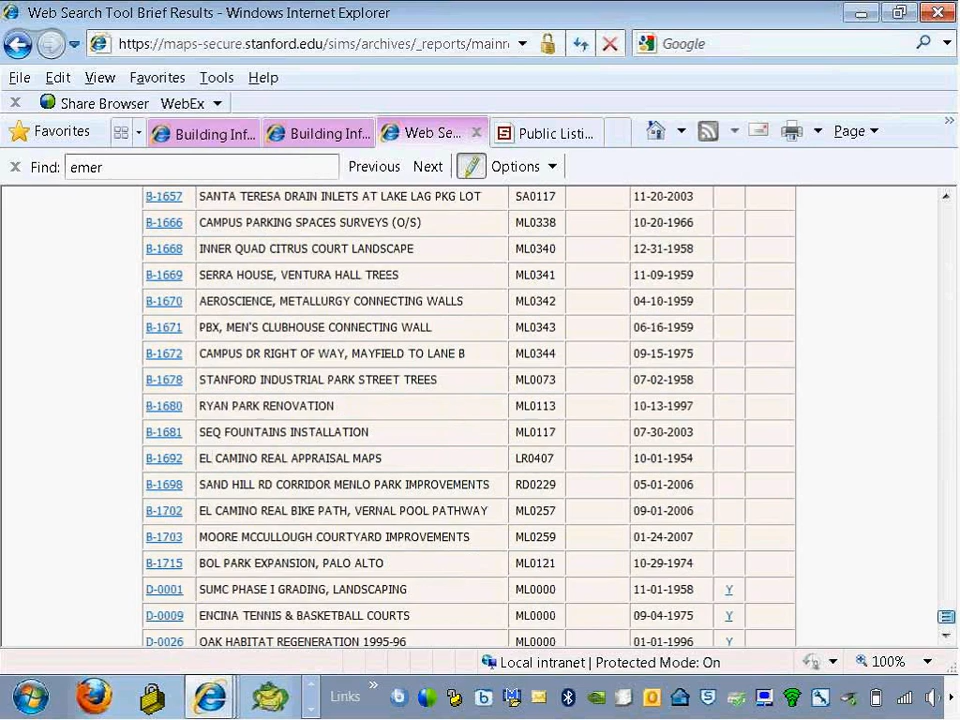 Web Search Tool Brief Results - Windows Internet Explorer
https://maps-secure.stanford.edu/sims/archives/_reports/mainr
Google
File Edit View Favorites Tools Help
x Share Browser WebEx
Favorites Building Inf... Building Inf... Web Se... x Public Listi... Page
x Find: emer Previous Next Options
B-1657 SANTA TERESA DRAIN INLETS AT LAKE LAG PKG LOT SA0117 11-20-2003
B-1666 CAMPUS PARKING SPACES SURVEYS (O/S) ML0338 10-20-1966
B-1668 INNER QUAD CITRUS COURT LANDSCAPE ML0340 12-31-1958
B-1669 SERRA HOUSE, VENTURA HALL TREES ML0341 11-09-1959
B-1670 AEROSCIENCE, METALLURGY CONNECTING WALLS ML0342 04-10-1959
B-1671 PBX, MEN'S CLUBHOUSE CONNECTING WALL ML0343 06-16-1959
B-1672 CAMPUS DR RIGHT OF WAY, MAYFIELD TO LANE B ML0344 09-15-1975
B-1678 STANFORD INDUSTRIAL PARK STREET TREES ML0073 07-02-1958
B-1680 RYAN PARK RENOVATION ML0113 10-13-1997
B-1681 SEQ FOUNTAINS INSTALLATION ML0117 07-30-2003
B-1692 EL CAMINO REAL APPRAISAL MAPS LR0407 10-01-1954
B-1698 SAND HILL RD CORRIDOR MENLO PARK IMPROVEMENTS RD0229 05-01-2006
B-1702 EL CAMINO REAL BIKE PATH, VERNAL POOL PATHWAY ML0257 09-01-2006
B-1703 MOORE MCCULLOUGH COURTYARD IMPROVEMENTS ML0259 01-24-2007
B-1715 BOL PARK EXPANSION, PALO ALTO ML0121 10-29-1974
D-0001 SUMC PHASE I GRADING, LANDSCAPING ML0000 11-01-1958 Y
D-0009 ENCINA TENNIS & BASKETBALL COURTS ML0000 09-04-1975 Y
D-0026 OAK HABITAT REGENERATION 1995-96 ML0000 01-01-1996 Y
Local intranet | Protected Mode: On 100%
Links